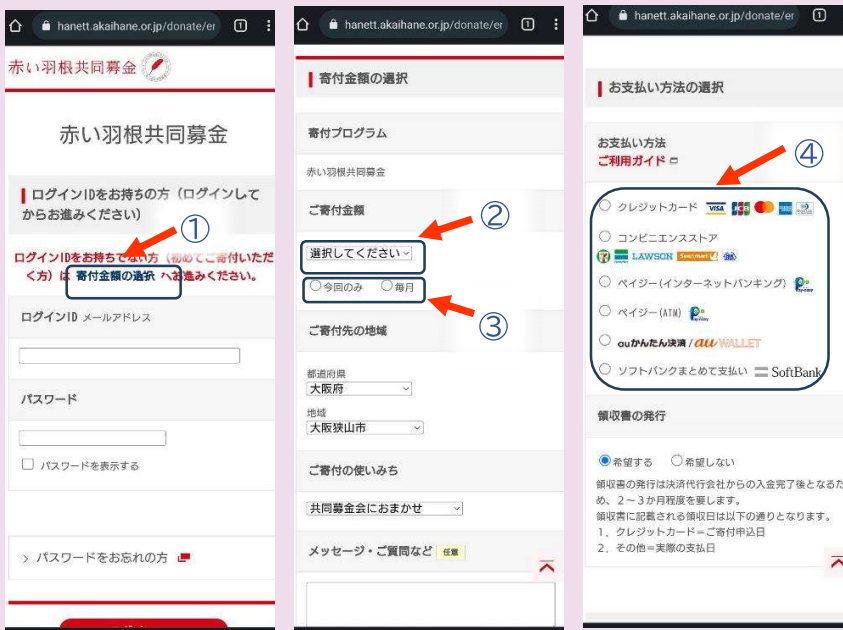 hanett.akaihane.or.jp/donate/er
1
赤い羽根共同募金
赤い羽根共同募金
ログインIDをお持ちの方（ログインして
からお進みください）
①
ログインIDをお持ちでない方（初めてご寄付いただ
く方）は 寄付金額の選択 へお進みください。
ログインID メールアドレス
パスワード
パスワードを表示する
> パスワードをお忘れの方
hanett.akaihane.or.jp/donate/er
1
寄付金額の選択
寄付プログラム
赤い羽根共同募金
ご寄付金額
②
選択してください
今回のみ 毎月
③
ご寄付先の地域
都道府県
大阪府
地域
大阪狭山市
ご寄付の使いみち
共同募金会におまかせ
メッセージ・ご質問など 任意
hanett.akaihane.or.jp/donate/er
1
お支払い方法の選択
お支払い方法
ご利用ガイド
④
クレジットカード VISA JCB
コンビニエンスストア
LAWSON Seicomart
ペイジー(インターネットバンキング) Pay-easy
ペイジー(ATM) Pay-easy
auかんたん決済 / au WALLET
ソフトバンクまとめて支払い SoftBank
領収書の発行
希望する 希望しない
領収書の発行は決済代行会社からの入金完了後となるた
め、2～3か月程度を要します。
領収書に記載される領収日は以下の通りとなります。
1．クレジットカード＝ご寄付申込日
2．その他＝実際の支払日